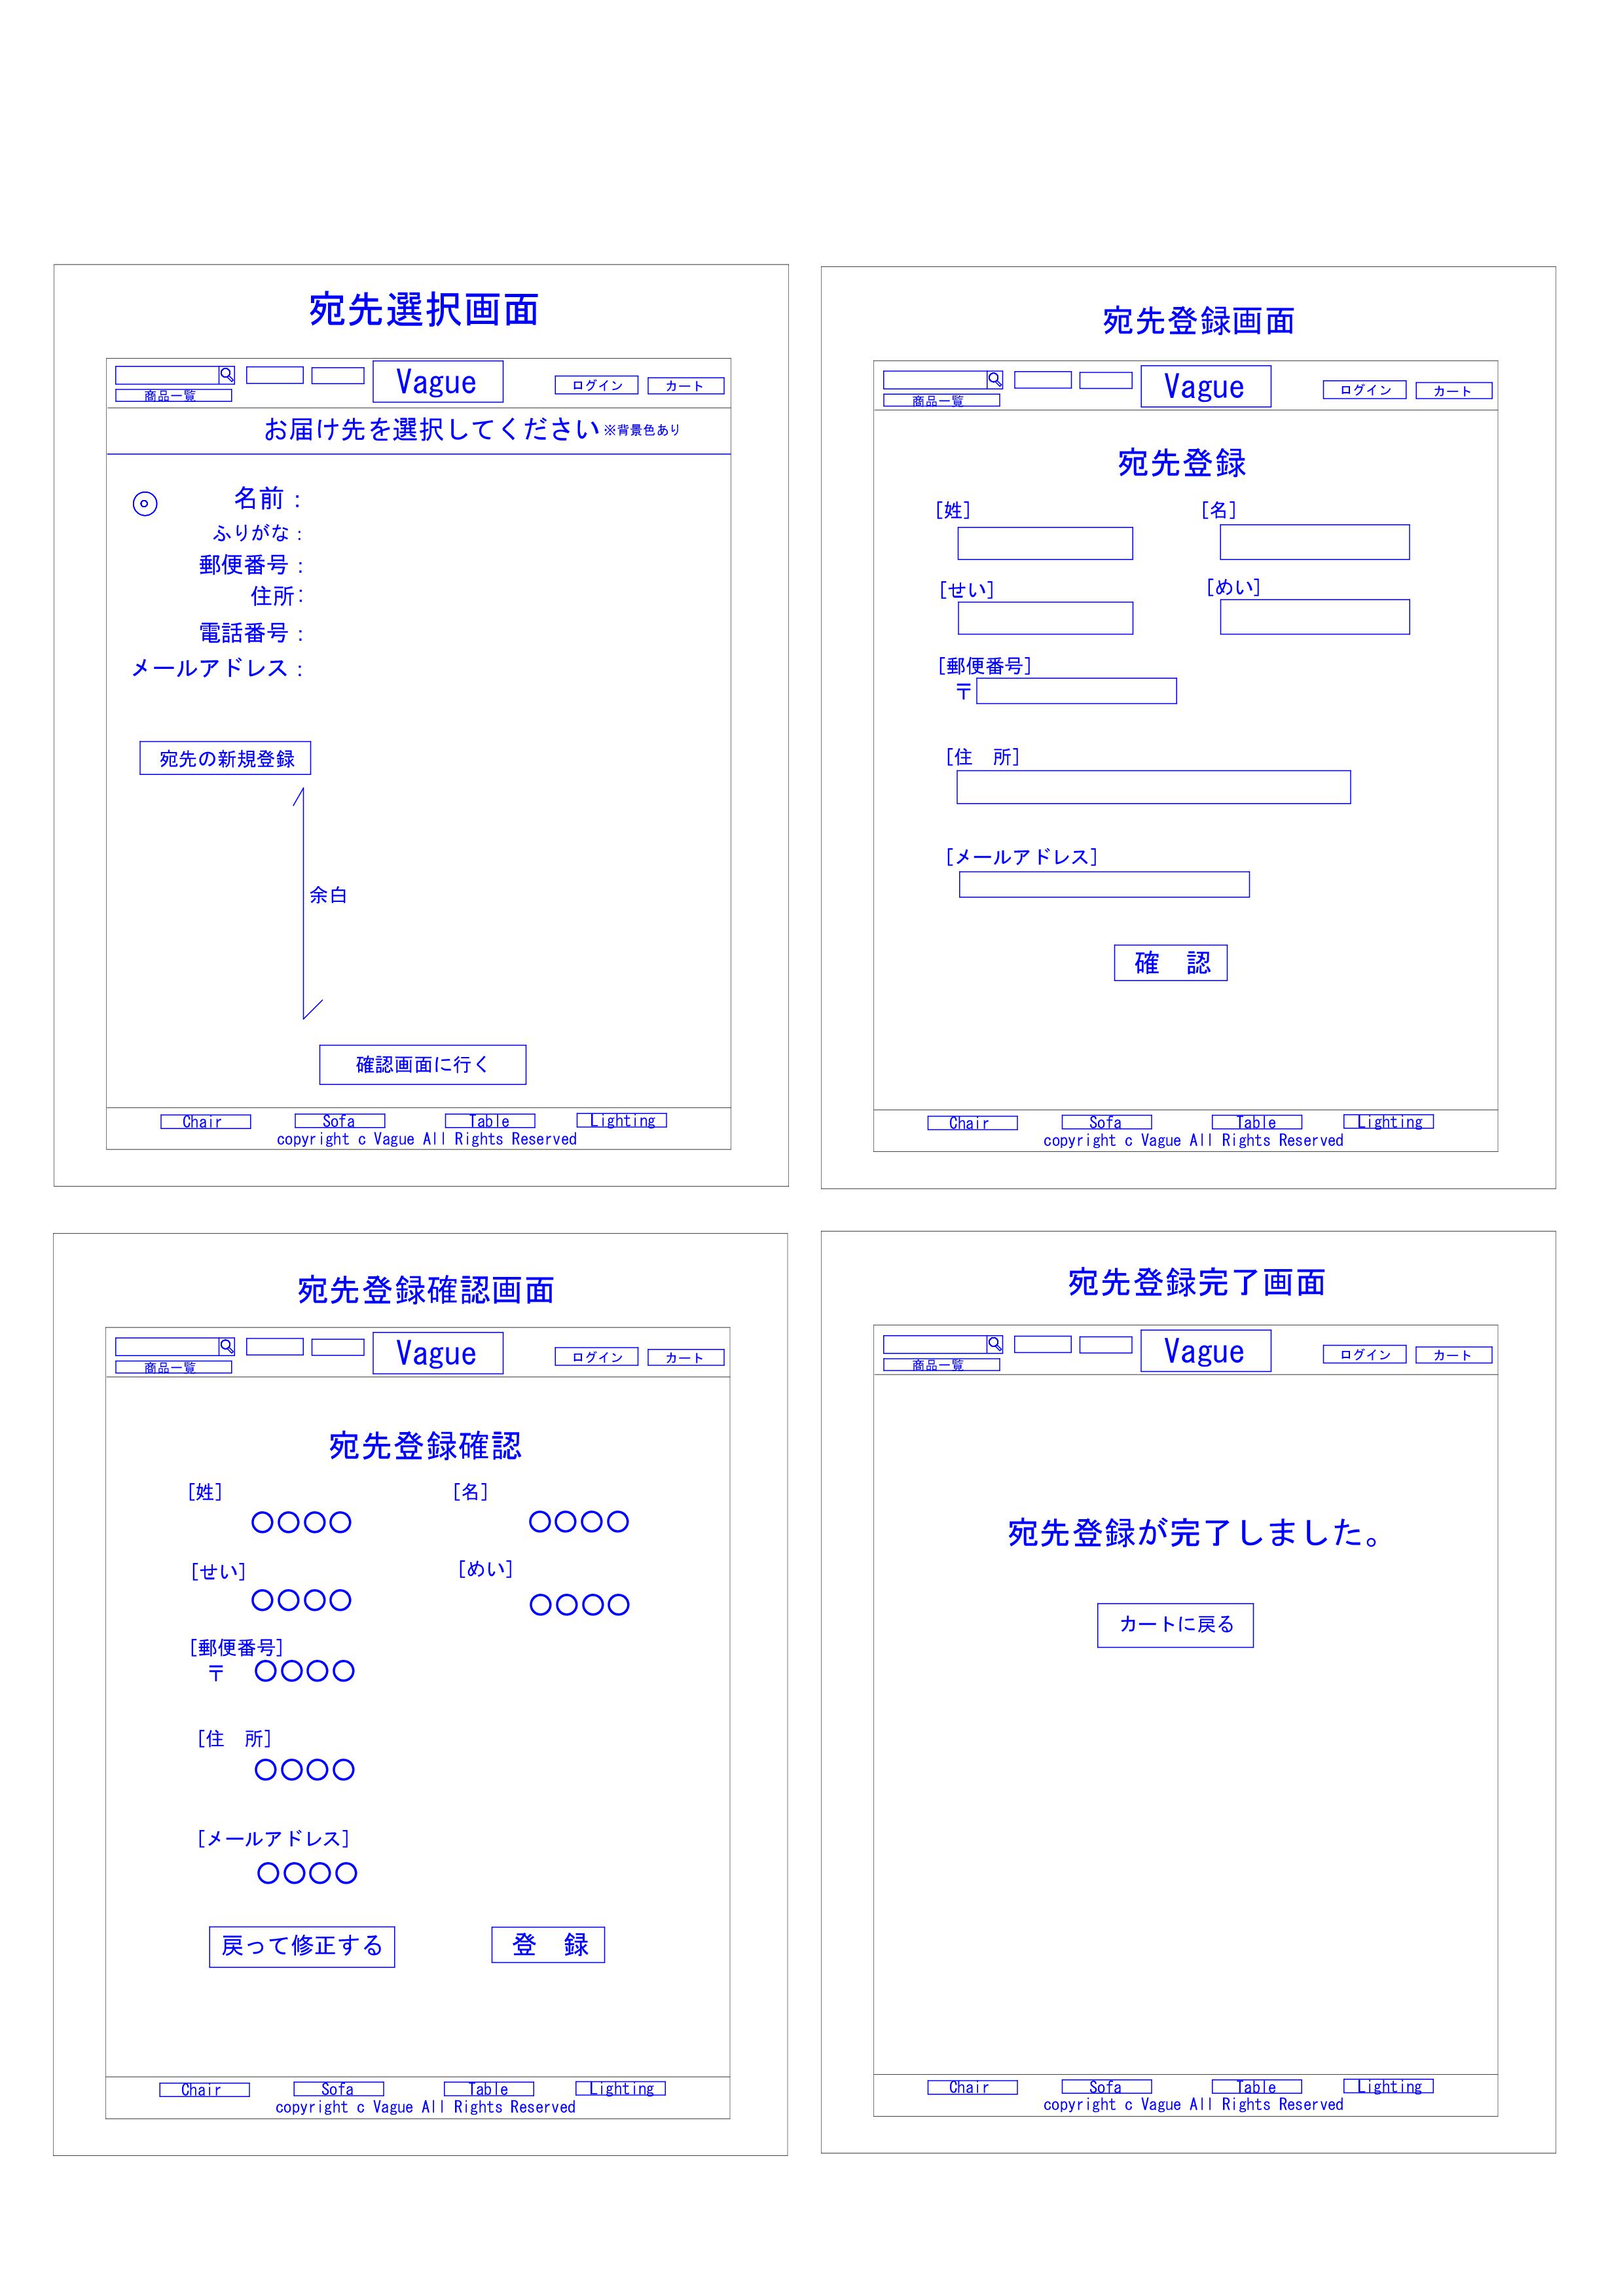 宛先選択画面
Vague
ログイン
カート
商品一覧
お届け先を選択してください※背景色あり
名前：
ふりがな：
郵便番号：
住所：
電話番号：
メールアドレス：
宛先の新規登録
余白
確認画面に行く
Chair Sofa Table Lighting
copyright c Vague All Rights Reserved
宛先登録画面
Vague
ログイン
カート
商品一覧
宛先登録
[姓] [名]
[せい] [めい]
[郵便番号]
〒
[住　所]
[メールアドレス]
確　認
Chair Sofa Table Lighting
copyright c Vague All Rights Reserved
宛先登録確認画面
Vague
ログイン
カート
商品一覧
宛先登録確認
[姓] [名]
○○○○ ○○○○
[せい] [めい]
○○○○ ○○○○
[郵便番号]
〒 ○○○○
[住　所]
○○○○
[メールアドレス]
○○○○
戻って修正する 登　録
Chair Sofa Table Lighting
copyright c Vague All Rights Reserved
宛先登録完了画面
Vague
ログイン
カート
商品一覧
宛先登録が完了しました。
カートに戻る
Chair Sofa Table Lighting
copyright c Vague All Rights Reserved